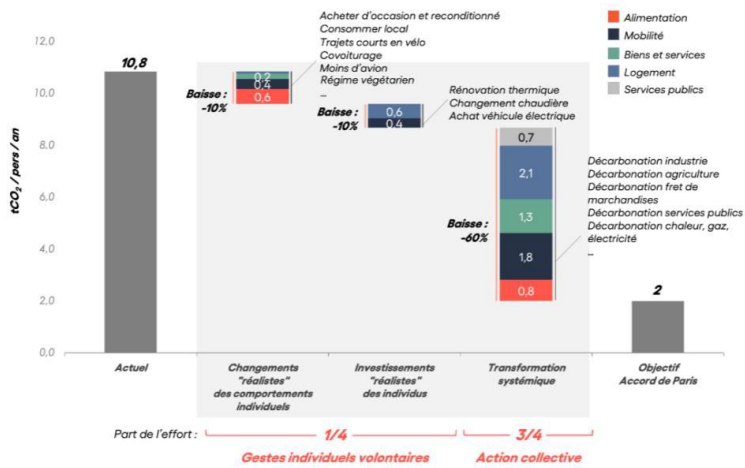 Acheter d'occasion et reconditionné
Consommer local
Trajets courts en vélo
Covoiturage
Moins d'avion
Régime végétarien
...
Alimentation
Mobilité
Biens et services
Logement
Services publics
tCO2 / pers / an
12,0
10,0
8,0
6,0
4,0
2,0
0,0
10,8
Baisse :
-10%
0,2
0,4
0,6
Baisse :
-10%
0,6
0,4
Rénovation thermique
Changement chaudière
Achat véhicule électrique
Baisse :
-60%
0,7
2,1
1,3
1,8
0,8
Décarbonation industrie
Décarbonation agriculture
Décarbonation fret de
marchandises
Décarbonation services publics
Décarbonation chaleur, gaz,
électricité
...
2
Actuel
Changements
"réalistes"
des comportements
individuels
Investissements
"réalistes"
des individus
Transformation
systémique
Objectif
Accord de Paris
Part de l'effort :
1/4
3/4
Gestes individuels volontaires
Action collective